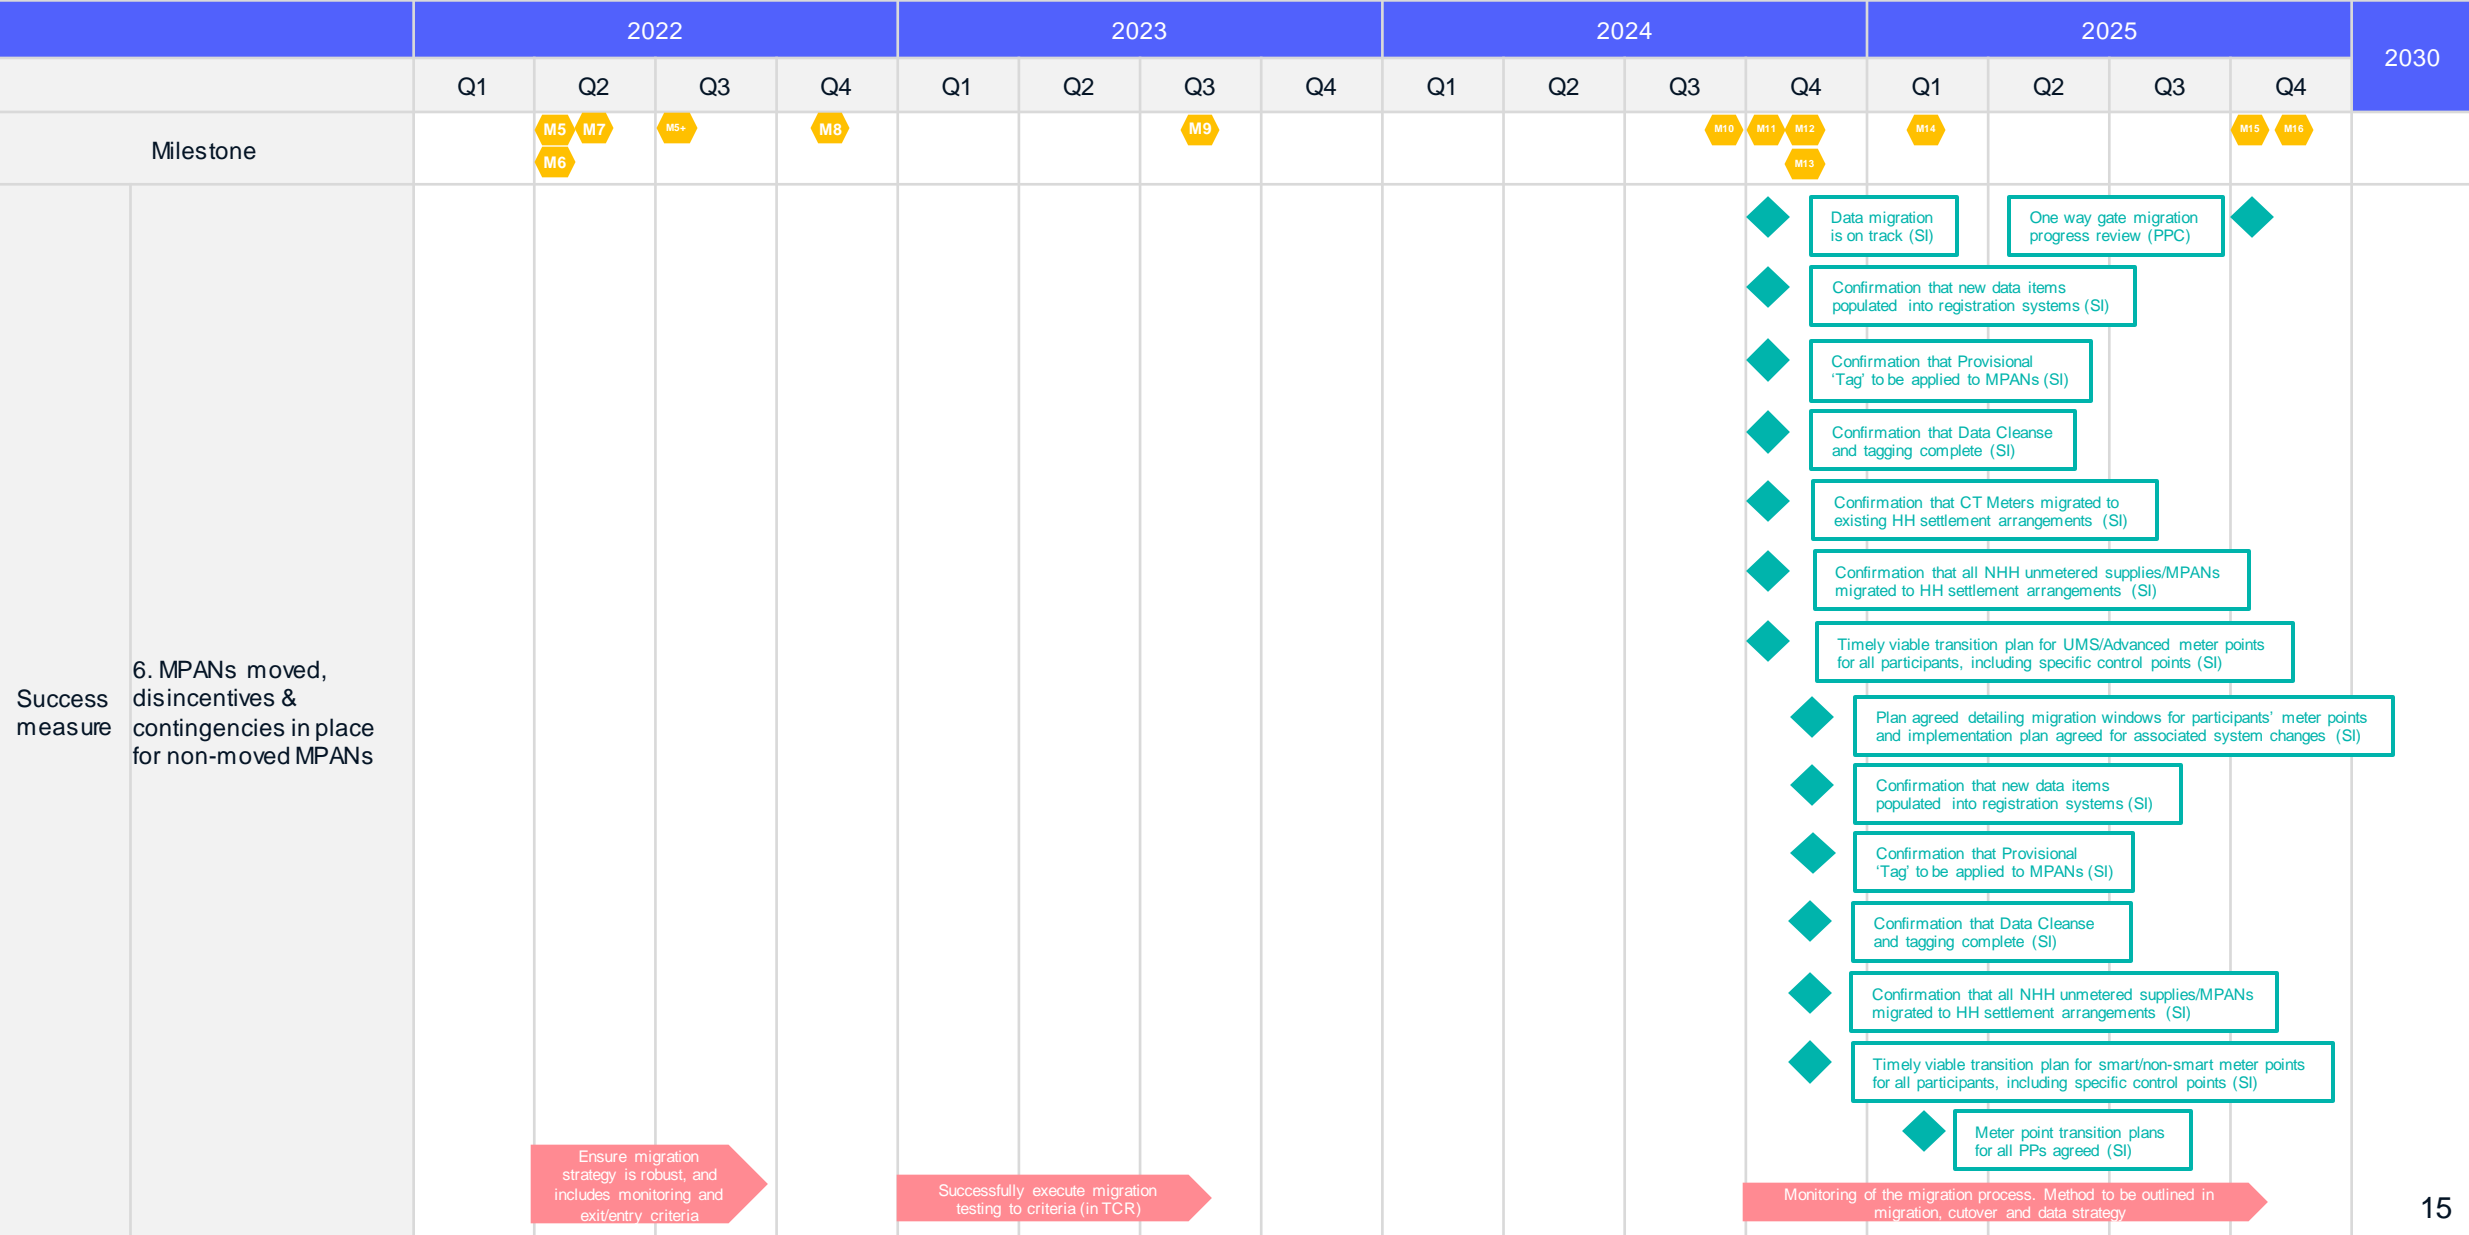 2022
2023
2024
2025
2030
Q1
Q2
Q3
Q4
Q1
Q2
Q3
Q4
Q1
Q2
Q3
Q4
Q1
Q2
Q3
Q4
Milestone
M5
M7
M5+
M8
M9
M10
M11
M12
M14
M15
M16
M6
M13
Success
measure
6. MPANs moved,
disincentives &
contingencies in place
for non-moved MPANs
Data migration
is on track (SI)
One way gate migration
progress review (PPC)
Confirmation that new data items
populated into registration systems (SI)
Confirmation that Provisional
‘Tag’ to be applied to MPANs (SI)
Confirmation that Data Cleanse
and tagging complete (SI)
Confirmation that CT Meters migrated to
existing HH settlement arrangements (SI)
Confirmation that all NHH unmetered supplies/MPANs
migrated to HH settlement arrangements (SI)
Timely viable transition plan for UMS/Advanced meter points
for all participants, including specific control points (SI)
Plan agreed detailing migration windows for participants’ meter points
and implementation plan agreed for associated system changes (SI)
Confirmation that new data items
populated into registration systems (SI)
Confirmation that Provisional
‘Tag’ to be applied to MPANs (SI)
Confirmation that Data Cleanse
and tagging complete (SI)
Confirmation that all NHH unmetered supplies/MPANs
migrated to HH settlement arrangements (SI)
Timely viable transition plan for smart/non-smart meter points
for all participants, including specific control points (SI)
Meter point transition plans
for all PPs agreed (SI)
Ensure migration
strategy is robust, and
includes monitoring and
exit/entry criteria
Successfully execute migration
testing to criteria (in TCR)
Monitoring of the migration process. Method to be outlined in
migration, cutover and data strategy
15